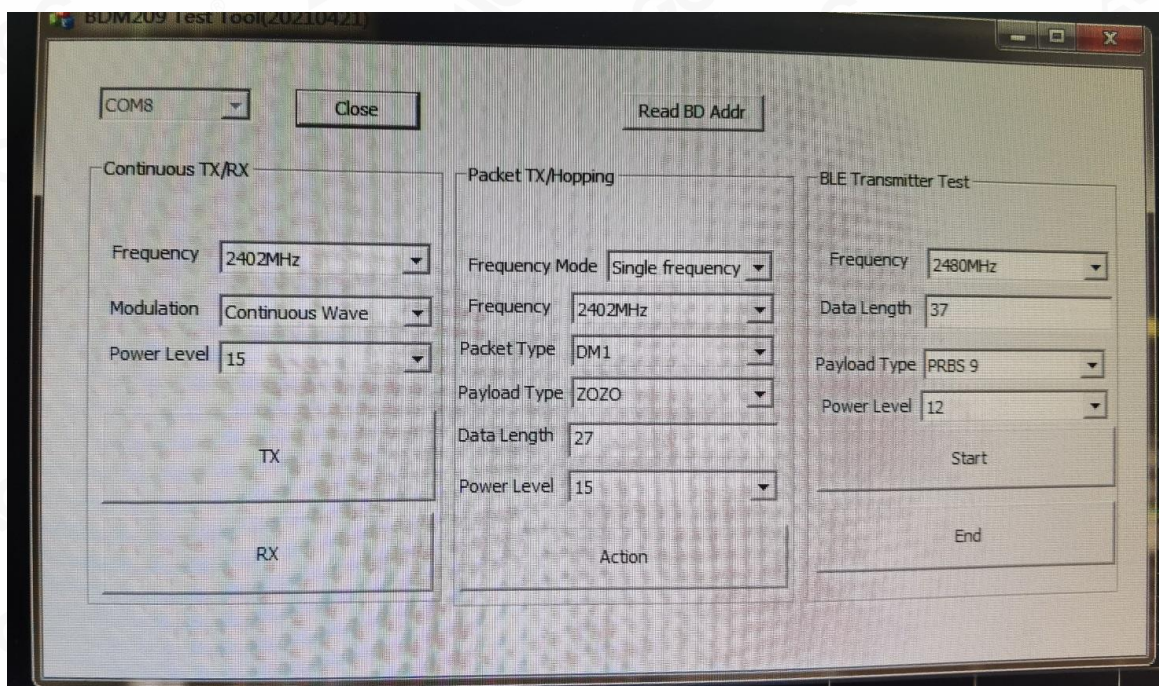 BDM209 Test Tool(20210421)
COM8
Close
Read BD Addr
Continuous TX/RX
Frequency 2402MHz
Modulation Continuous Wave
Power Level 15
TX
RX
Packet TX/Hopping
Frequency Mode Single frequency
Frequency 2402MHz
Packet Type DM1
Payload Type ZOZO
Data Length 27
Power Level 15
Action
BLE Transmitter Test
Frequency 2480MHz
Data Length 37
Payload Type PRBS 9
Power Level 12
Start
End